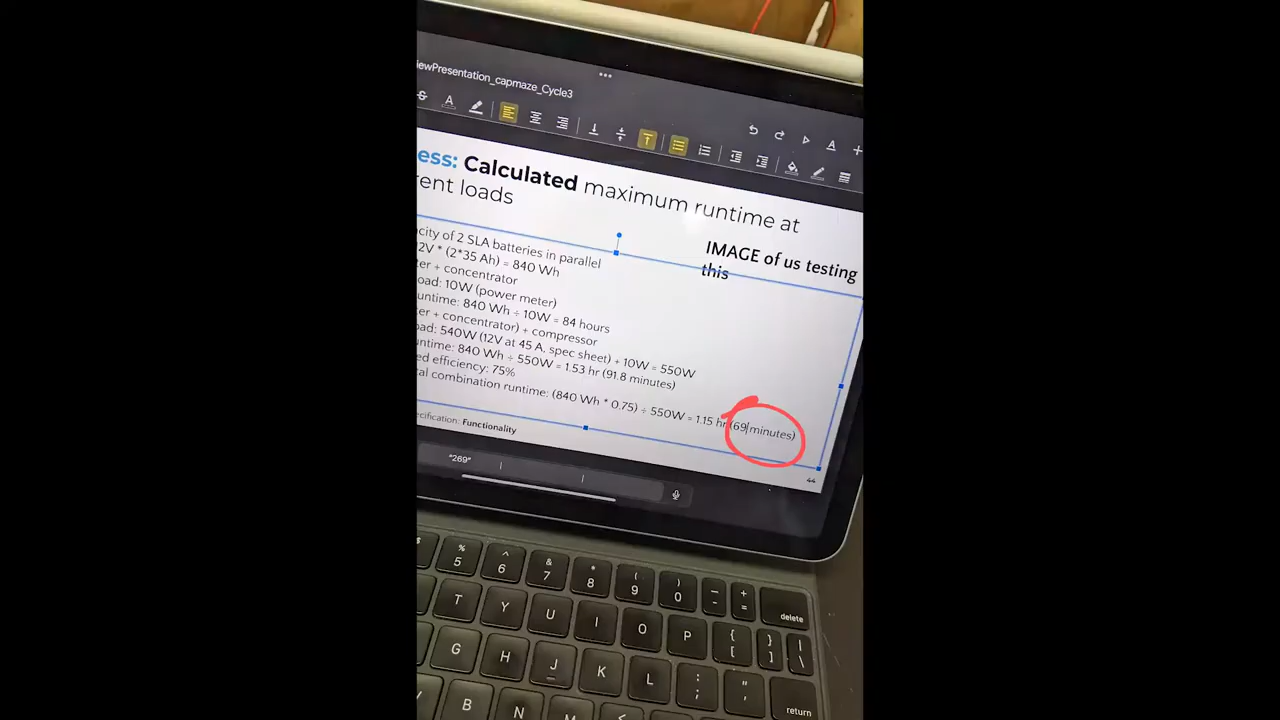 iewPresentation_capmaze_Cycle3
ess: Calculated maximum runtime at
rent loads
IMAGE of us testing
this
city of 2 SLA batteries in parallel
2V * (2*35 Ah) = 840 Wh
ter + concentrator
oad: 10W (power meter)
untime: 840 Wh ÷ 10W = 84 hours
er + concentrator) + compressor
oad: 540W (12V at 45 A, spec sheet) + 10W = 550W
untime: 840 Wh ÷ 550W = 1.53 hr (91.8 minutes)
ed efficiency: 75%
tal combination runtime: (840 Wh * 0.75) ÷ 550W = 1.15 hr (69 minutes)
ecification: Functionality
44
"269"
$ % 5 ^ 6 & 7 * 8 ( 9 ) 0 — - + = delete
T Y U I O P { [ } ] | \
G H J K L : ; " ' return
V B N M <